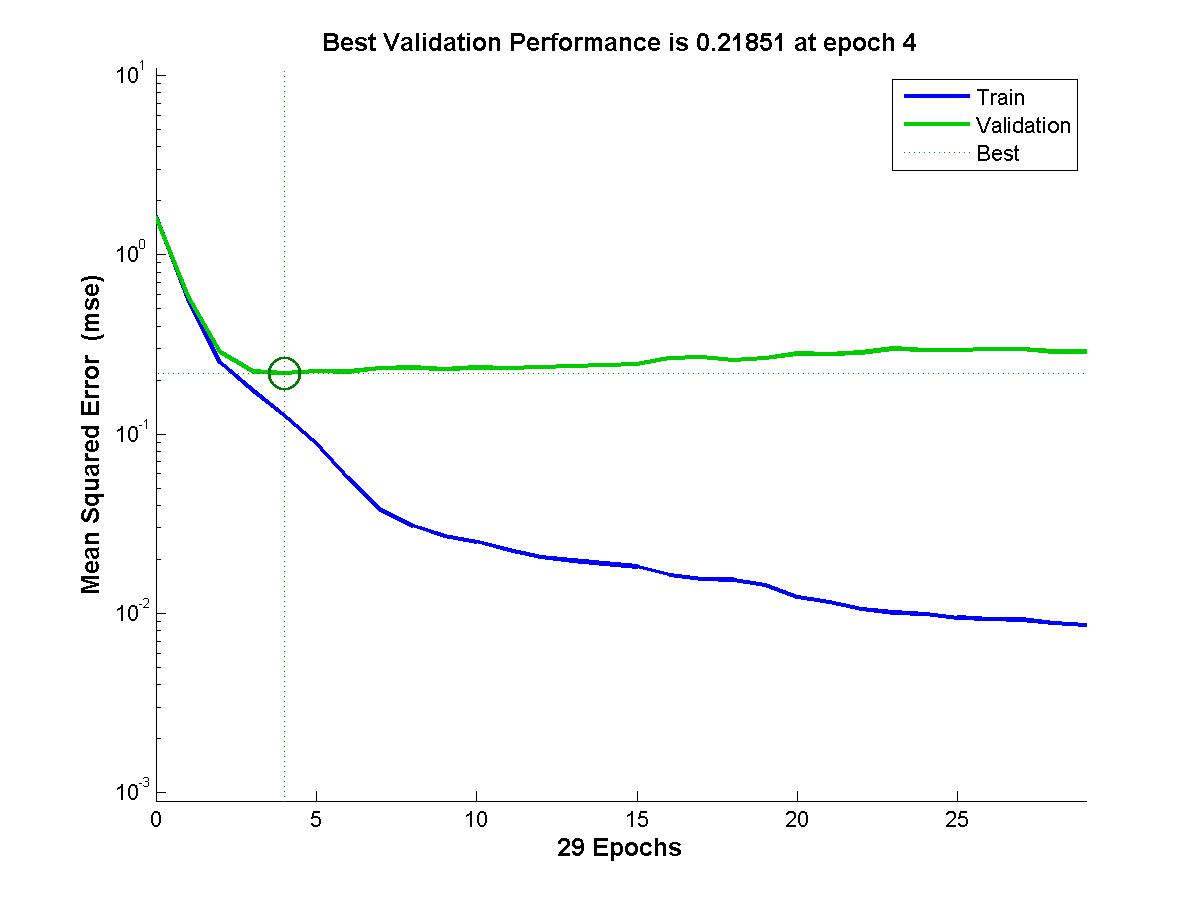 Best Validation Performance is 0.21851 at epoch 4
10^1
10^0
10^-1
10^-2
10^-3
Mean Squared Error (mse)
Train
Validation
Best
0 5 10 15 20 25
29 Epochs